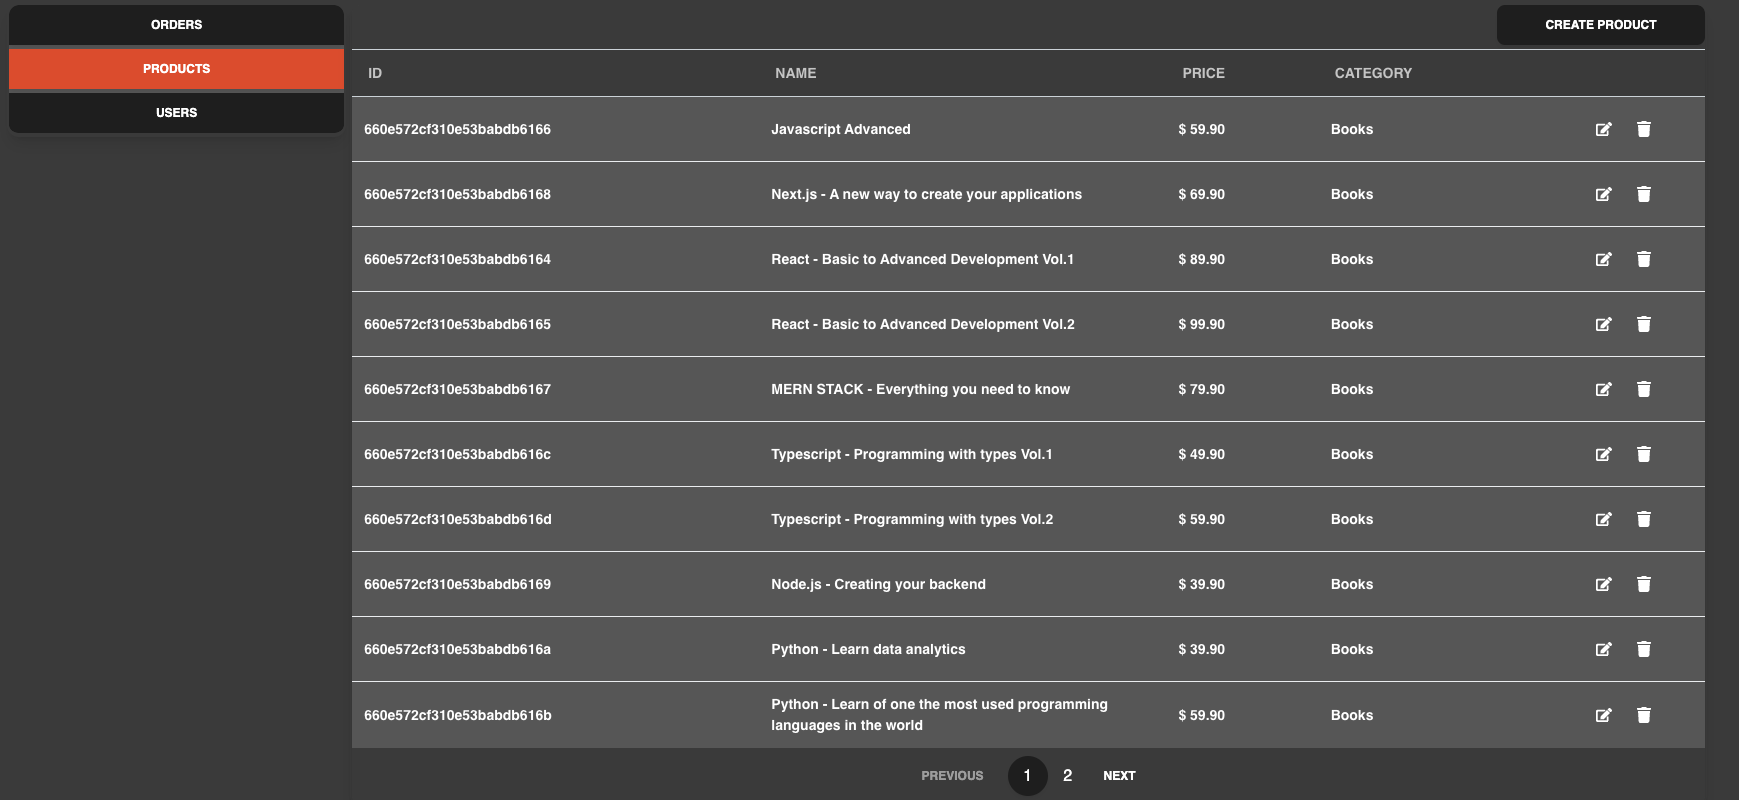 ORDERS
PRODUCTS
USERS
CREATE PRODUCT
ID NAME PRICE CATEGORY
660e572cf310e53babdb6166 Javascript Advanced $ 59.90 Books
660e572cf310e53babdb6168 Next.js - A new way to create your applications $ 69.90 Books
660e572cf310e53babdb6164 React - Basic to Advanced Development Vol.1 $ 89.90 Books
660e572cf310e53babdb6165 React - Basic to Advanced Development Vol.2 $ 99.90 Books
660e572cf310e53babdb6167 MERN STACK - Everything you need to know $ 79.90 Books
660e572cf310e53babdb616c Typescript - Programming with types Vol.1 $ 49.90 Books
660e572cf310e53babdb616d Typescript - Programming with types Vol.2 $ 59.90 Books
660e572cf310e53babdb6169 Node.js - Creating your backend $ 39.90 Books
660e572cf310e53babdb616a Python - Learn data analytics $ 39.90 Books
660e572cf310e53babdb616b Python - Learn of one the most used programming
languages in the world $ 59.90 Books
PREVIOUS 1 2 NEXT